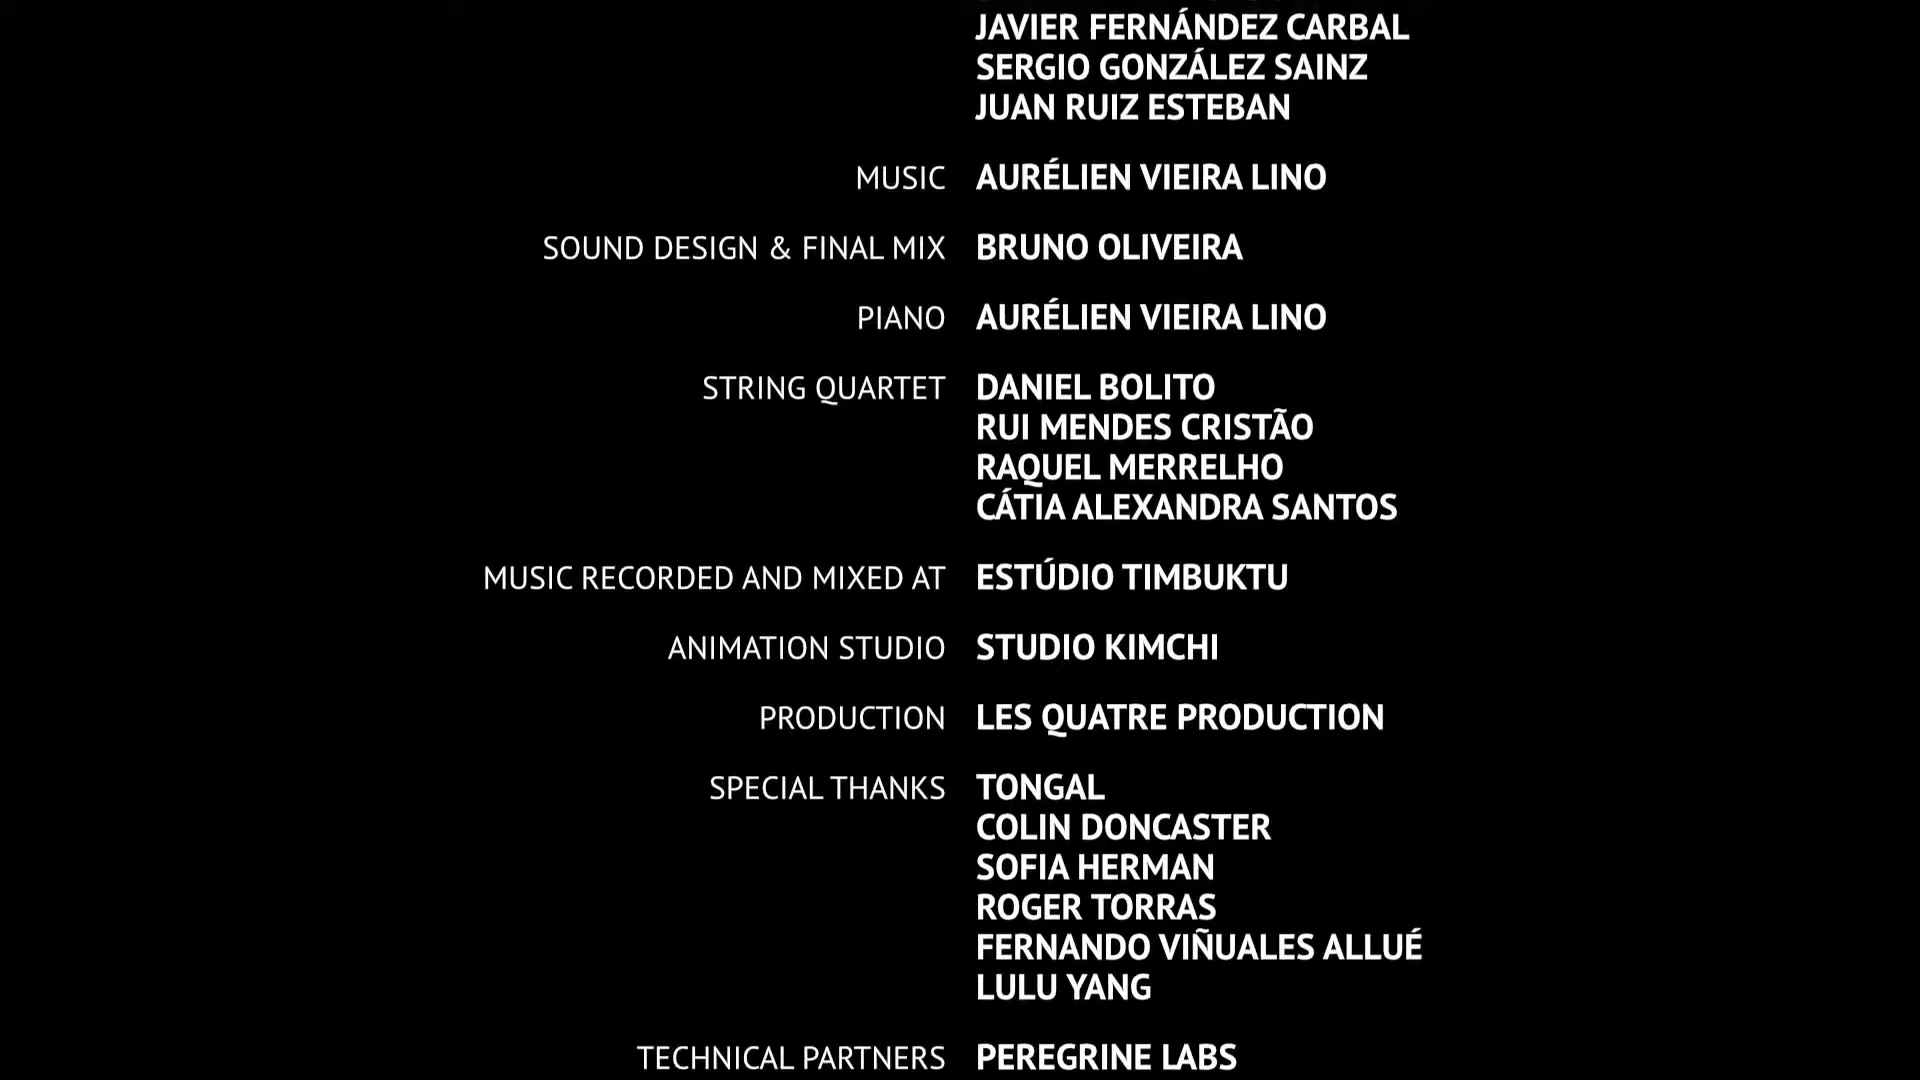 JAVIER FERNÁNDEZ CARBAL
SERGIO GONZÁLEZ SAINZ
JUAN RUIZ ESTEBAN
MUSIC AURÉLIEN VIEIRA LINO
SOUND DESIGN & FINAL MIX BRUNO OLIVEIRA
PIANO AURÉLIEN VIEIRA LINO
STRING QUARTET DANIEL BOLITO
RUI MENDES CRISTÃO
RAQUEL MERRELHO
CÁTIA ALEXANDRA SANTOS
MUSIC RECORDED AND MIXED AT ESTÚDIO TIMBUKTU
ANIMATION STUDIO STUDIO KIMCHI
PRODUCTION LES QUATRE PRODUCTION
SPECIAL THANKS TONGAL
COLIN DONCASTER
SOFIA HERMAN
ROGER TORRAS
FERNANDO VIÑUALES ALLUÉ
LULU YANG
TECHNICAL PARTNERS PEREGRINE LABS